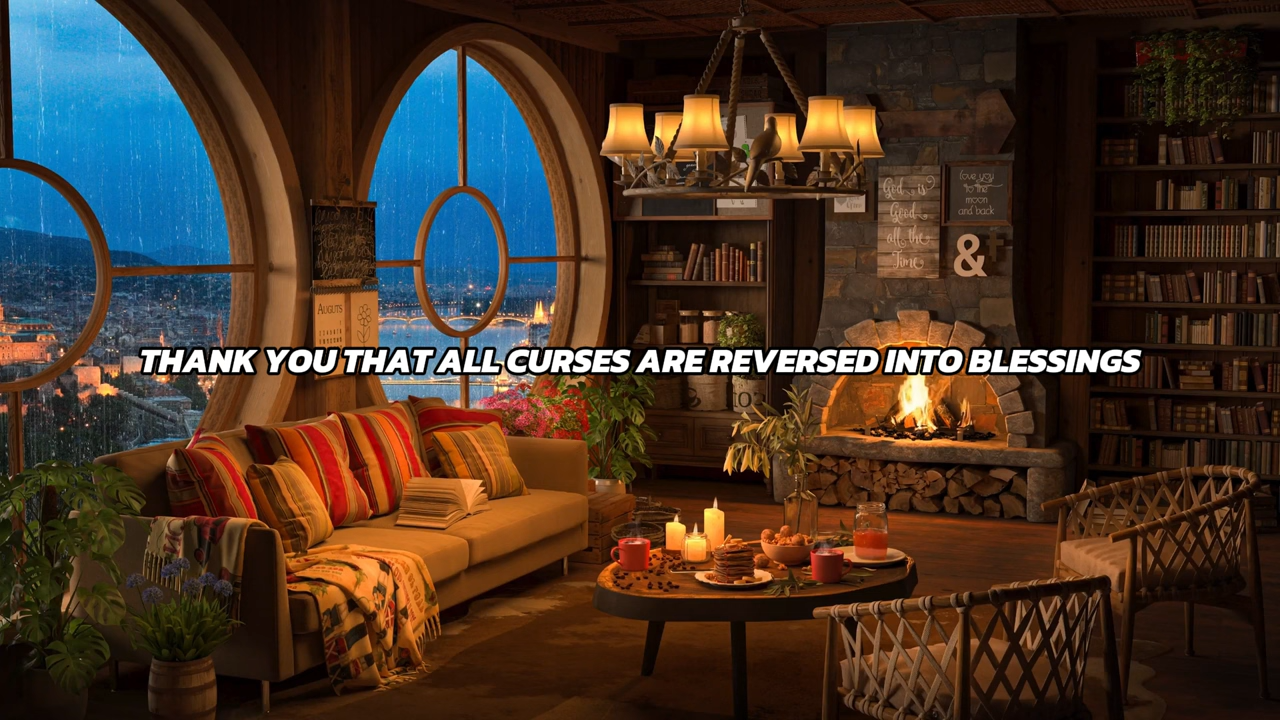 God is
Good
all the
Time
love you
to the
moon
and back
&
AUGUTS
THANK YOU THAT ALL CURSES ARE REVERSED INTO BLESSINGS